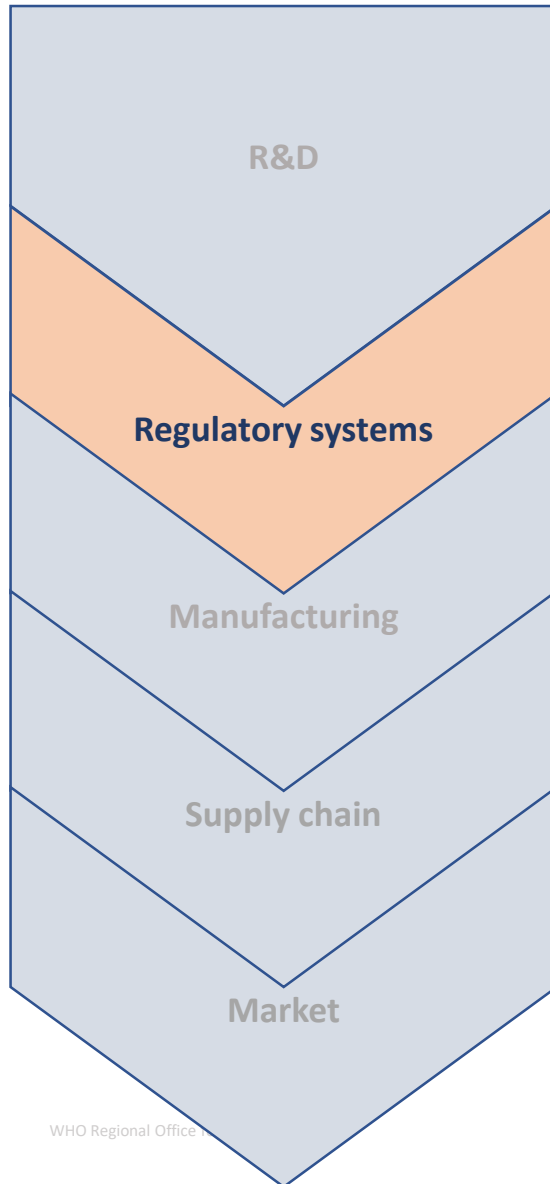 R&D
Regulatory systems
Manufacturing
Supply chain
Market
WHO Regional Office